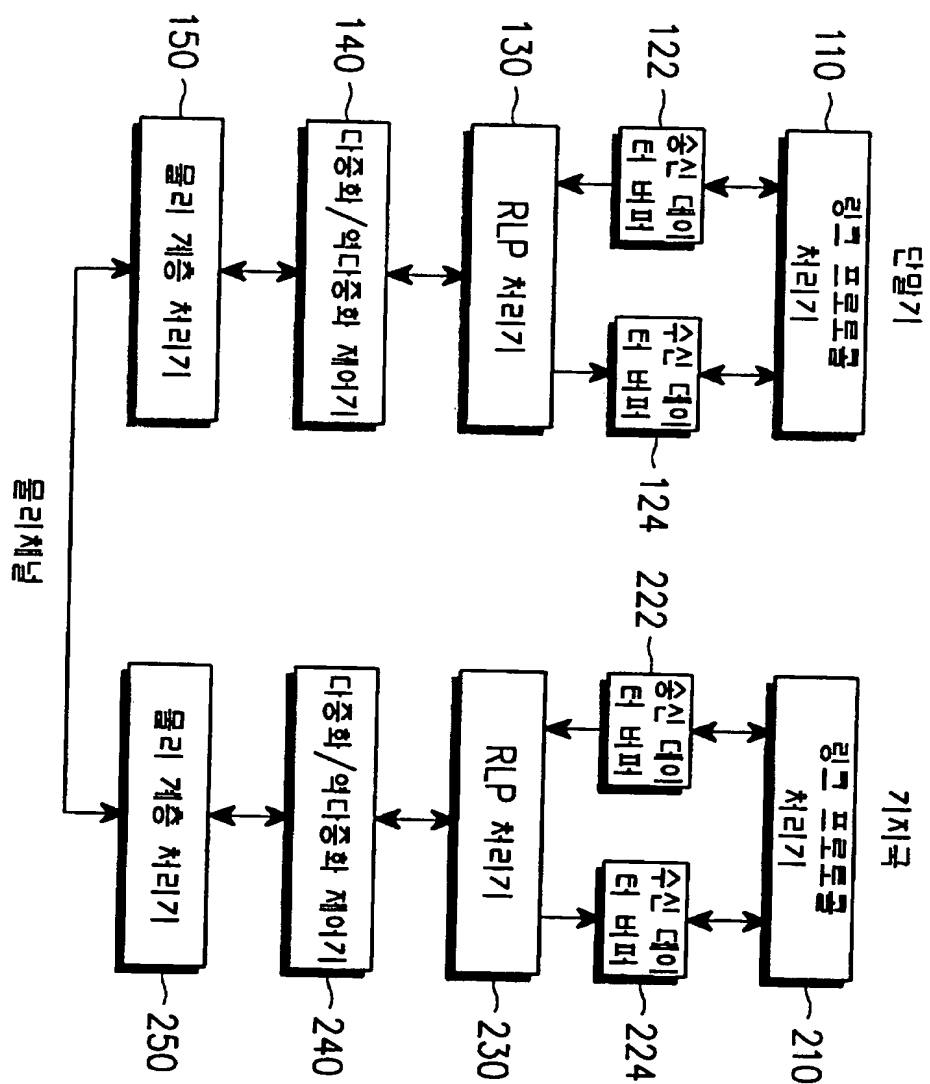 단말기
기지국
110
링크 프로토콜
처리기
링크 프로토콜
처리기
210
122
송신 데이
터 버퍼
수신 데이
터 버퍼
124
222
송신 데이
터 버퍼
수신 데이
터 버퍼
224
130
RLP 처리기
RLP 처리기
230
140
다중화/역다중화 제어기
다중화/역다중화 제어기
240
150
물리 계층 처리기
물리 계층 처리기
250
물리채널